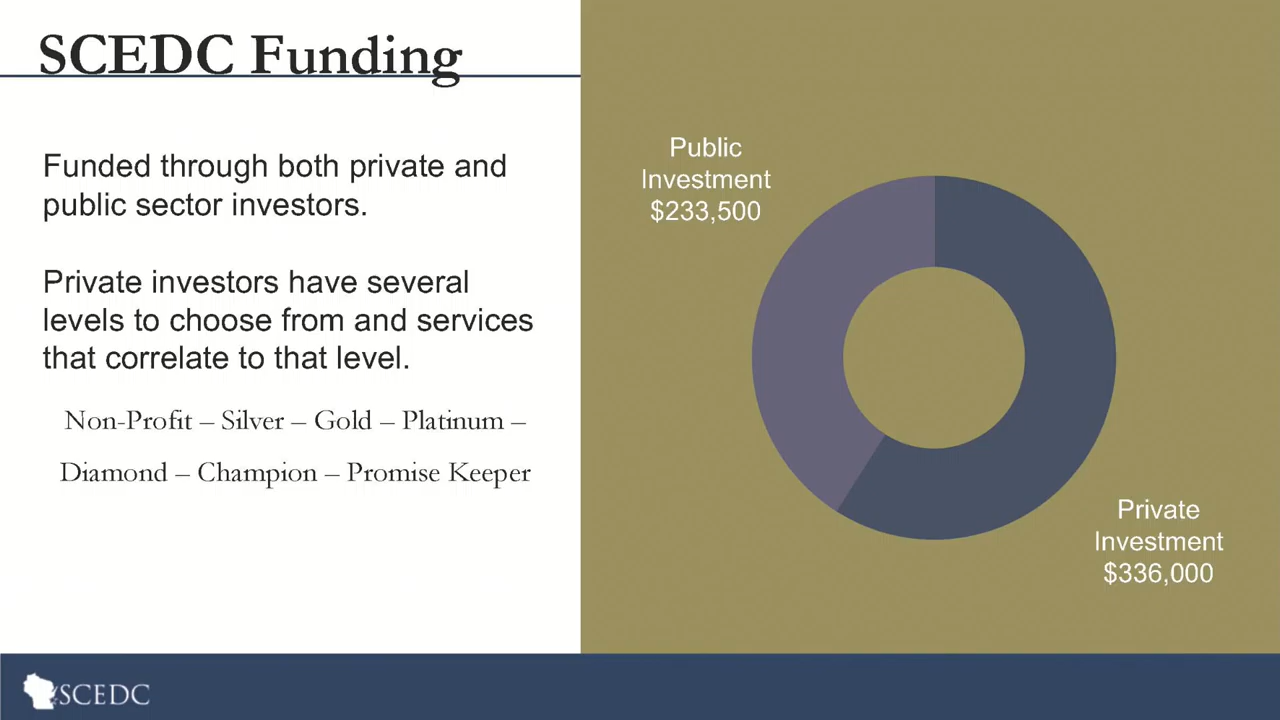 SCEDC Funding
Funded through both private and
public sector investors.
Private investors have several
levels to choose from and services
that correlate to that level.
Non-Profit – Silver – Gold – Platinum –
Diamond – Champion – Promise Keeper
Public
Investment
$233,500
Private
Investment
$336,000
SCEDC